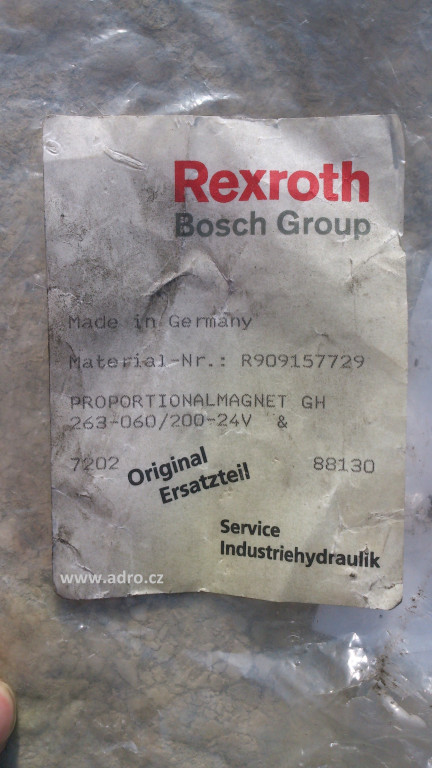 Rexroth
Bosch Group
Made in Germany
Material-Nr.: R909157729
PROPORTIONALMAGNET GH
263-060/200-24V &
7202 Original 88130
Ersatzteil
Service
Industriehydraulik
www.adro.cz